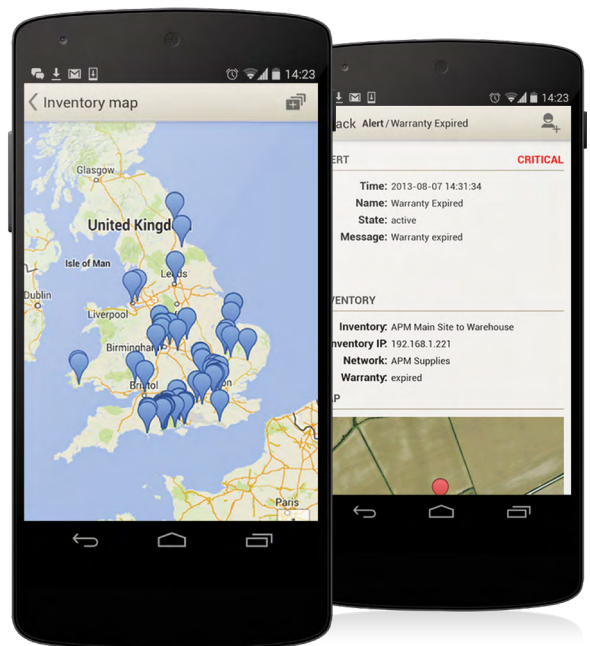 14:23
Inventory map
Glasgow
United Kingd
Isle of Man
Leeds
Dublin
Liverpool
Birmingham
Bristol
on
Paris
14:23
ack Alert / Warranty Expired
ERT CRITICAL
Time: 2013-08-07 14:31:34
Name: Warranty Expired
State: active
Message: Warranty expired
VENTORY
Inventory: APM Main Site to Warehouse
nventory IP: 192.168.1.221
Network: APM Supplies
Warranty: expired
AP